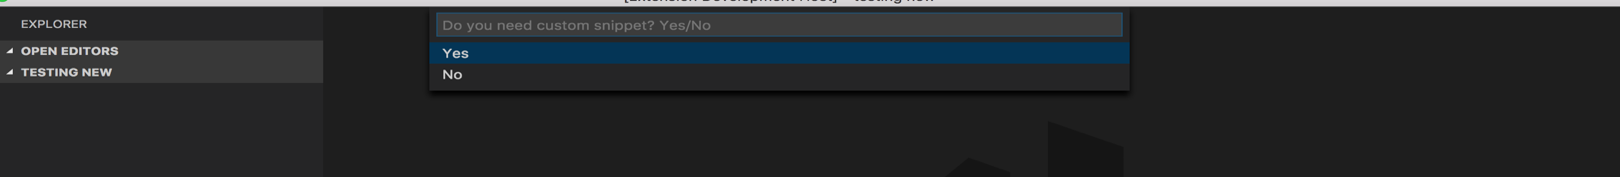 EXPLORER
OPEN EDITORS
TESTING NEW
Do you need custom snippet? Yes/No
Yes
No